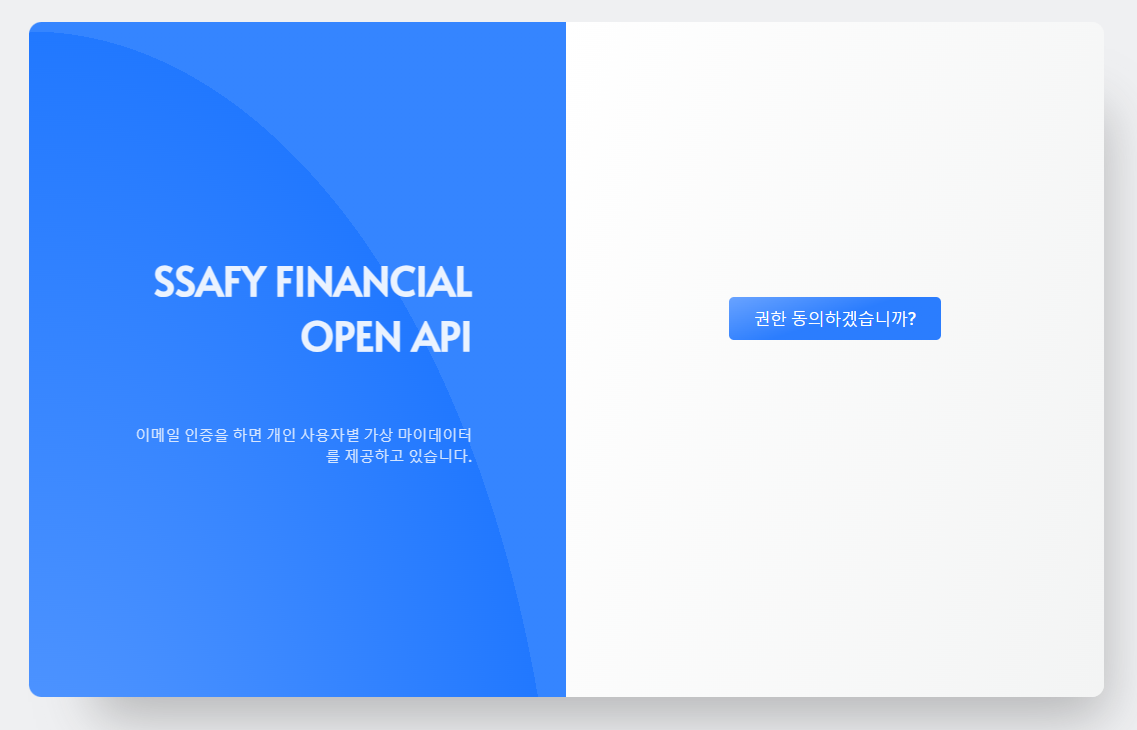 SSAFY FINANCIAL
OPEN API
이메일 인증을 하면 개인 사용자별 가상 마이데이터
를 제공하고 있습니다.
권한 동의하겠습니까?